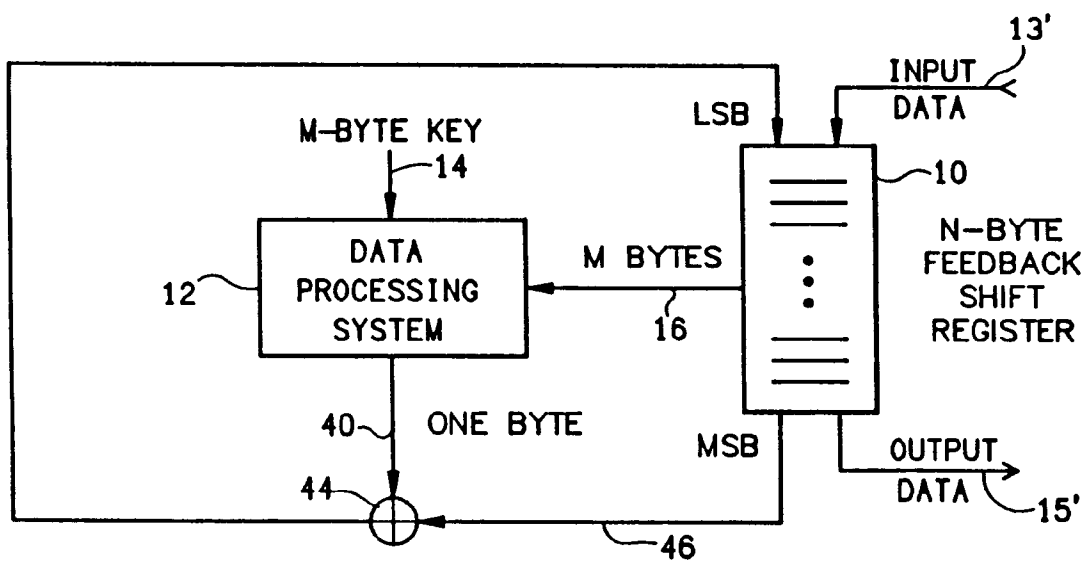 13'
INPUT
DATA
LSB
M-BYTE KEY
14
10
DATA
PROCESSING
SYSTEM
12
M BYTES
16
N-BYTE
FEEDBACK
SHIFT
REGISTER
40
ONE BYTE
MSB
OUTPUT
DATA
15'
44
46